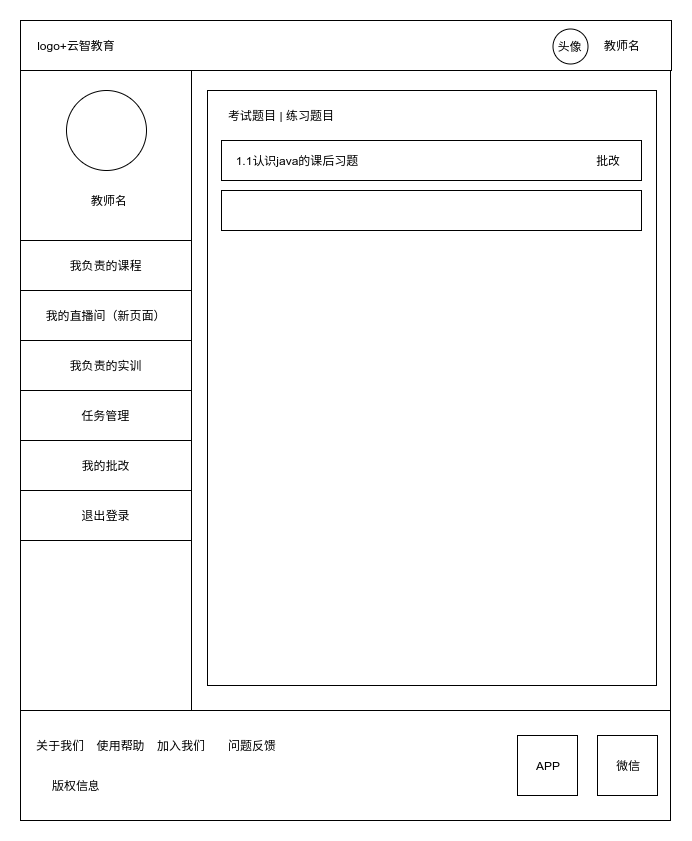 logo+云智教育 头像 教师名
教师名
我负责的课程
我的直播间（新页面）
我负责的实训
任务管理
我的批改
退出登录
考试题目 | 练习题目
1.1认识java的课后习题 批改
关于我们 使用帮助 加入我们 问题反馈
版权信息
APP 微信